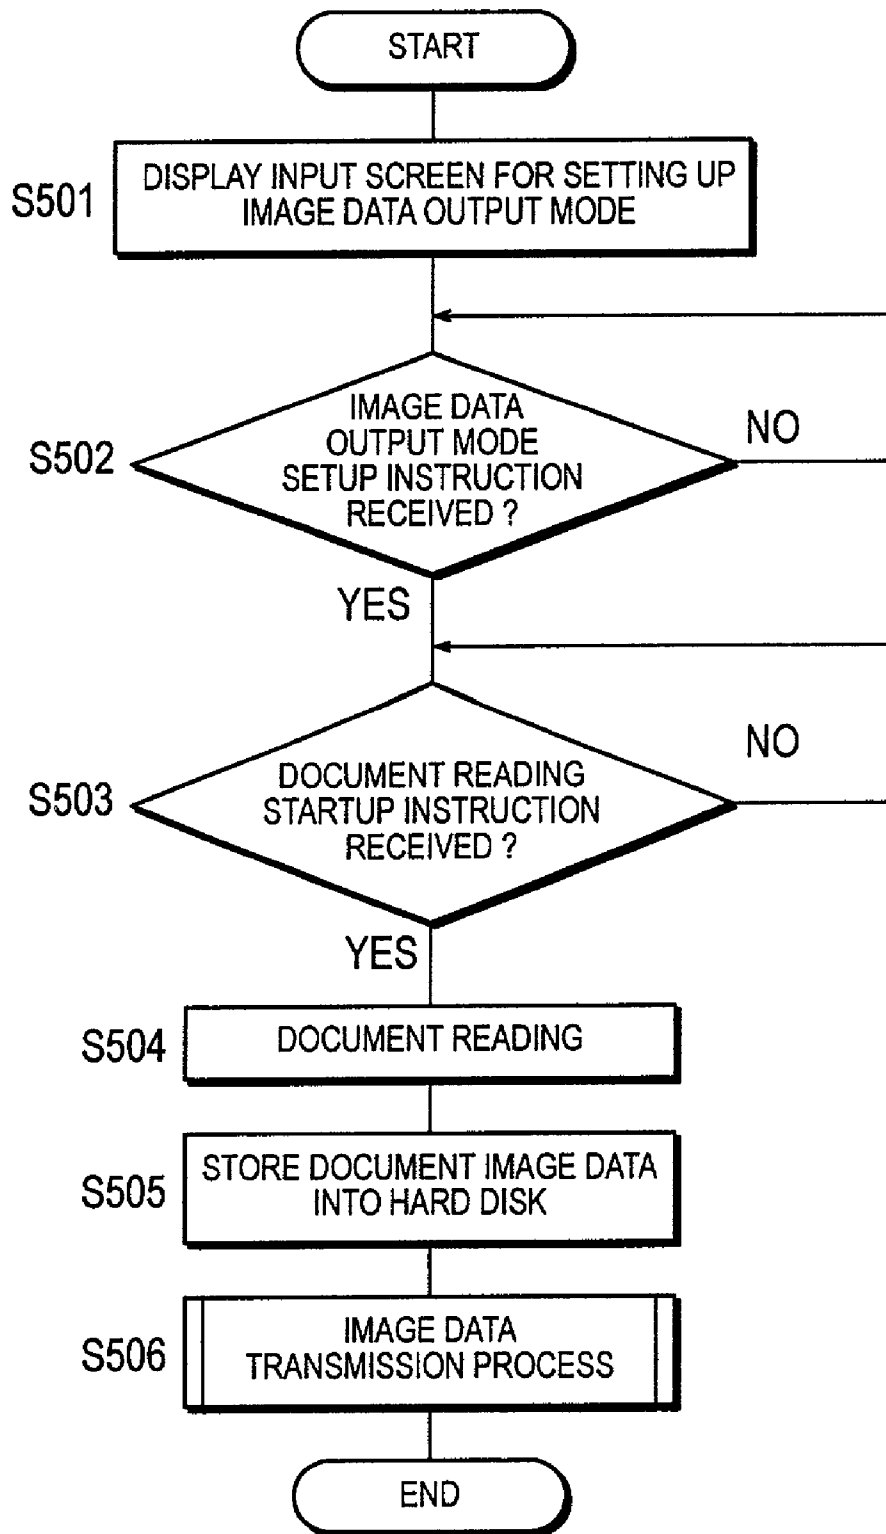 START
S501
DISPLAY INPUT SCREEN FOR SETTING UP
IMAGE DATA OUTPUT MODE
S502
IMAGE DATA
OUTPUT MODE
SETUP INSTRUCTION
RECEIVED ?
NO
YES
S503
DOCUMENT READING
STARTUP INSTRUCTION
RECEIVED ?
NO
YES
S504
DOCUMENT READING
S505
STORE DOCUMENT IMAGE DATA
INTO HARD DISK
S506
IMAGE DATA
TRANSMISSION PROCESS
END